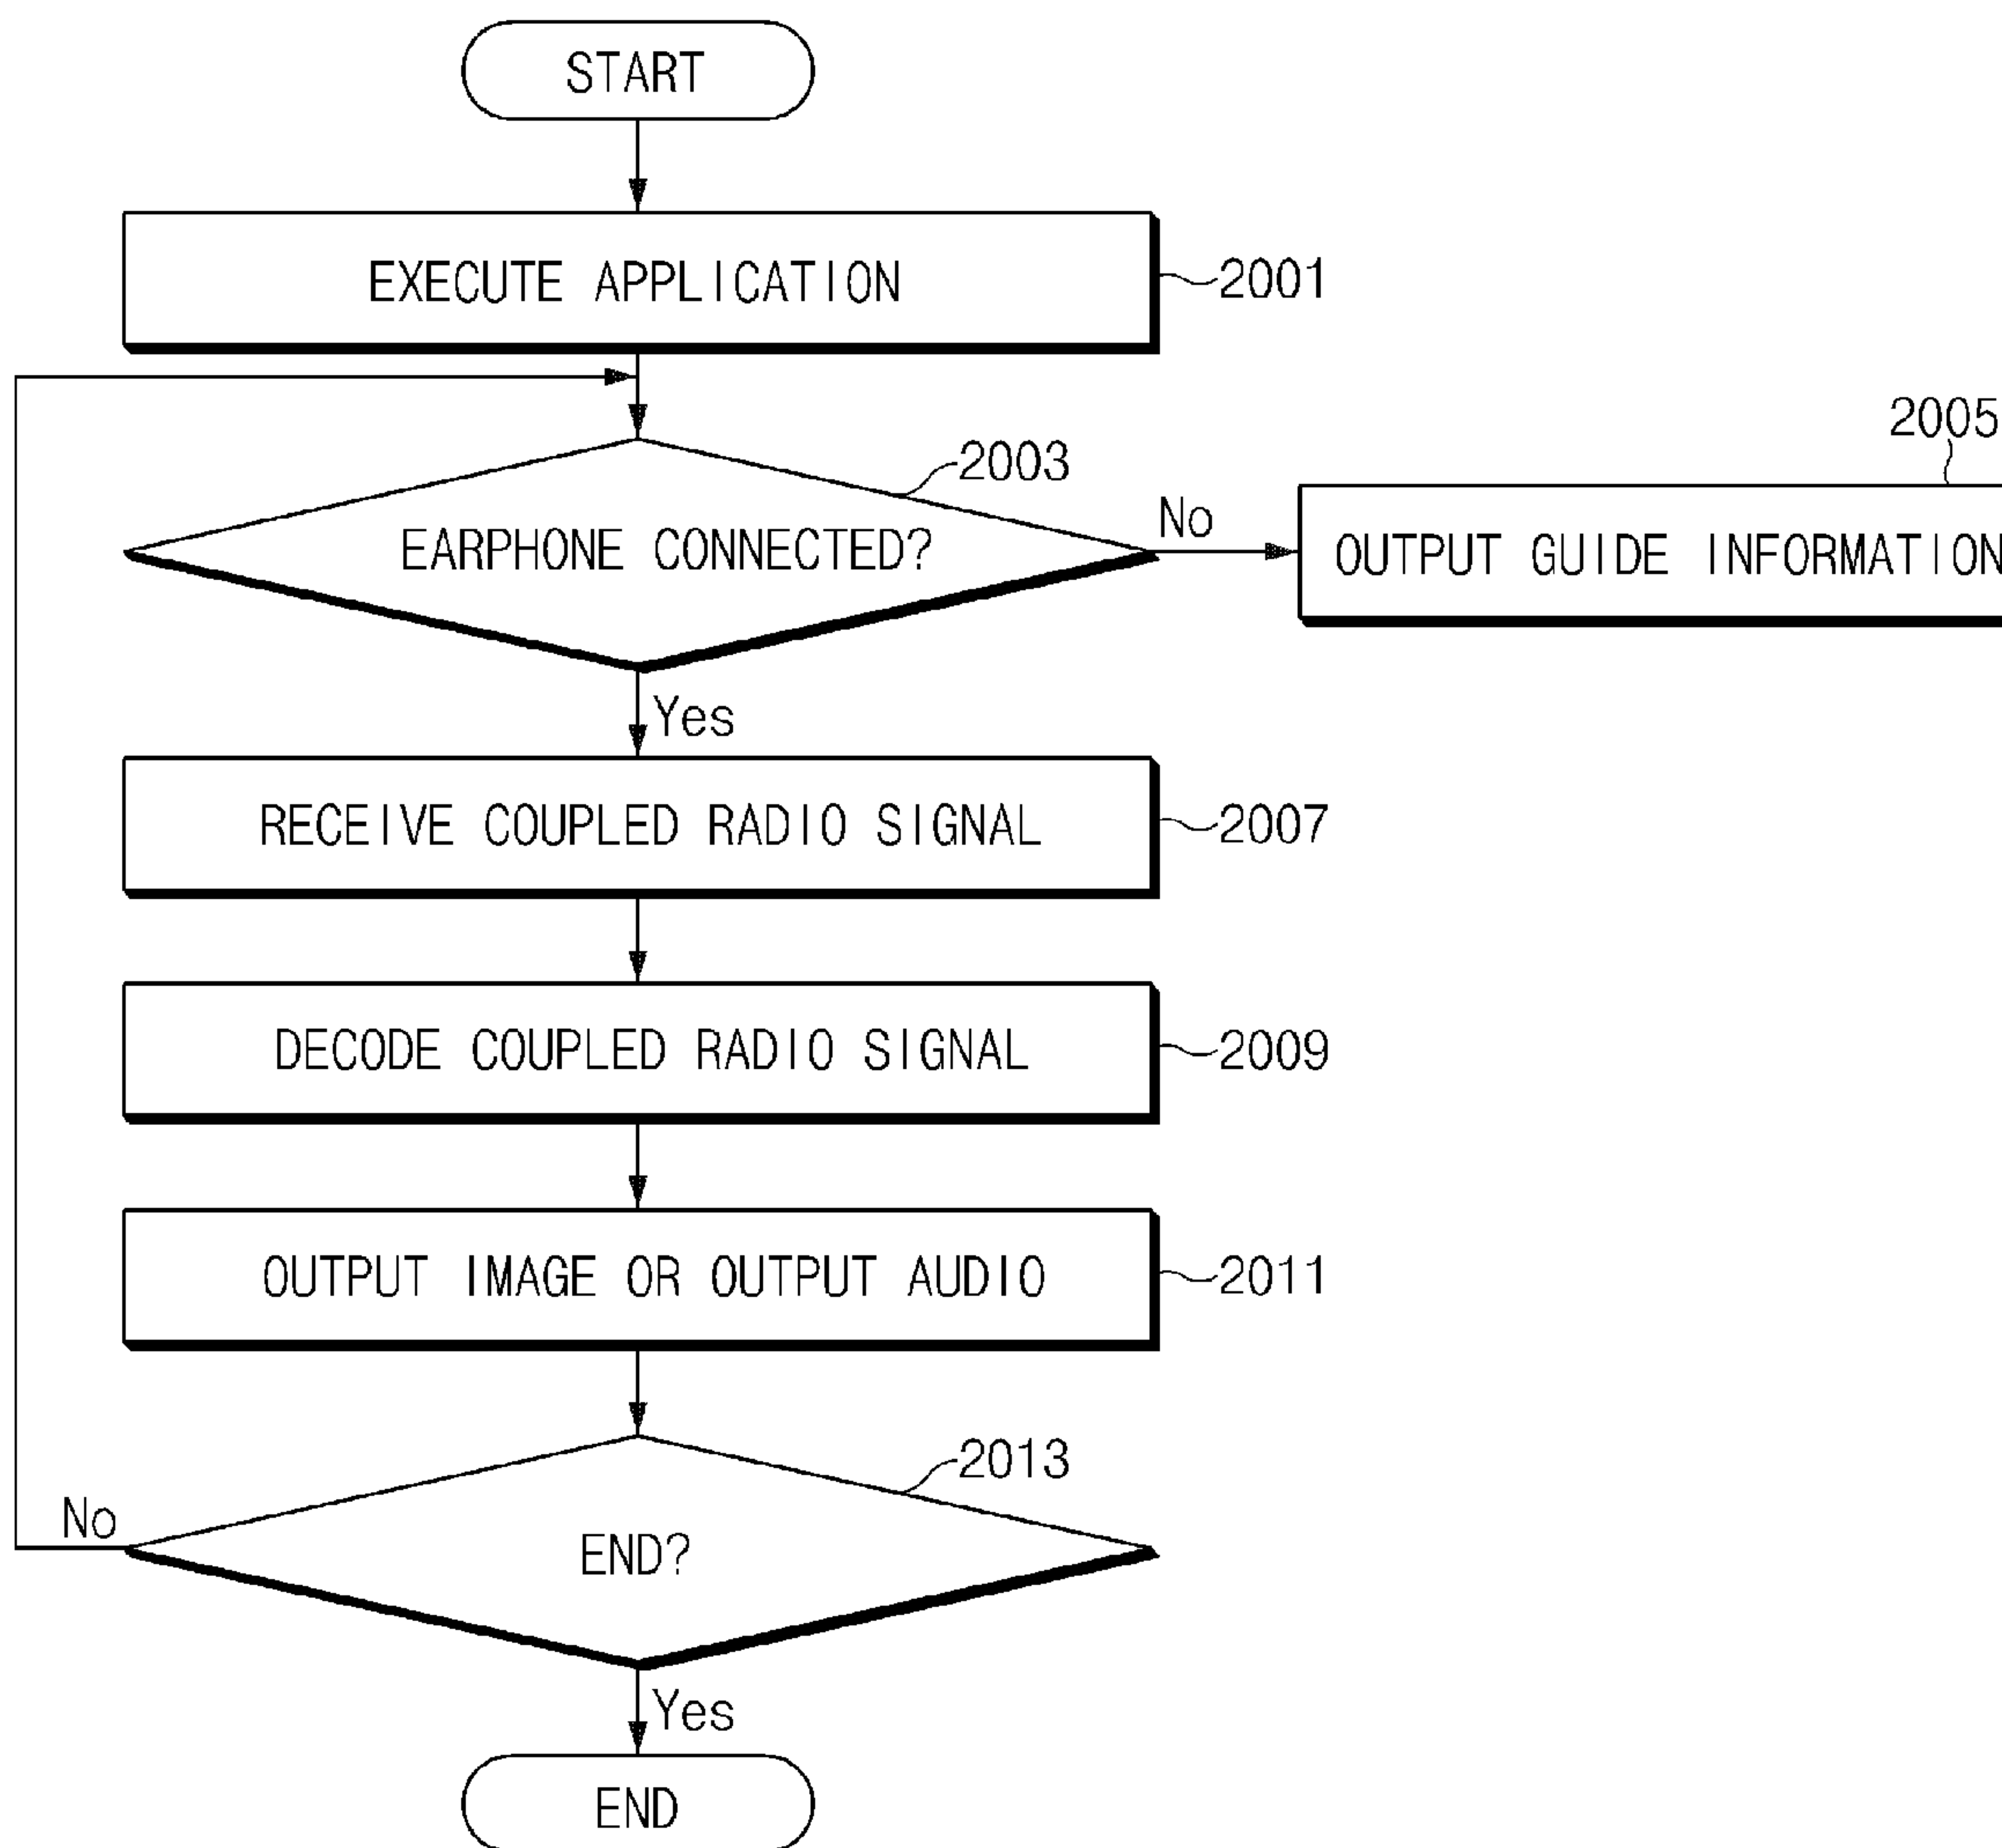 START
EXECUTE APPLICATION
2001
2003
EARPHONE CONNECTED?
No
2005
OUTPUT GUIDE INFORMATION
Yes
RECEIVE COUPLED RADIO SIGNAL
2007
DECODE COUPLED RADIO SIGNAL
2009
OUTPUT IMAGE OR OUTPUT AUDIO
2011
2013
END?
No
Yes
END